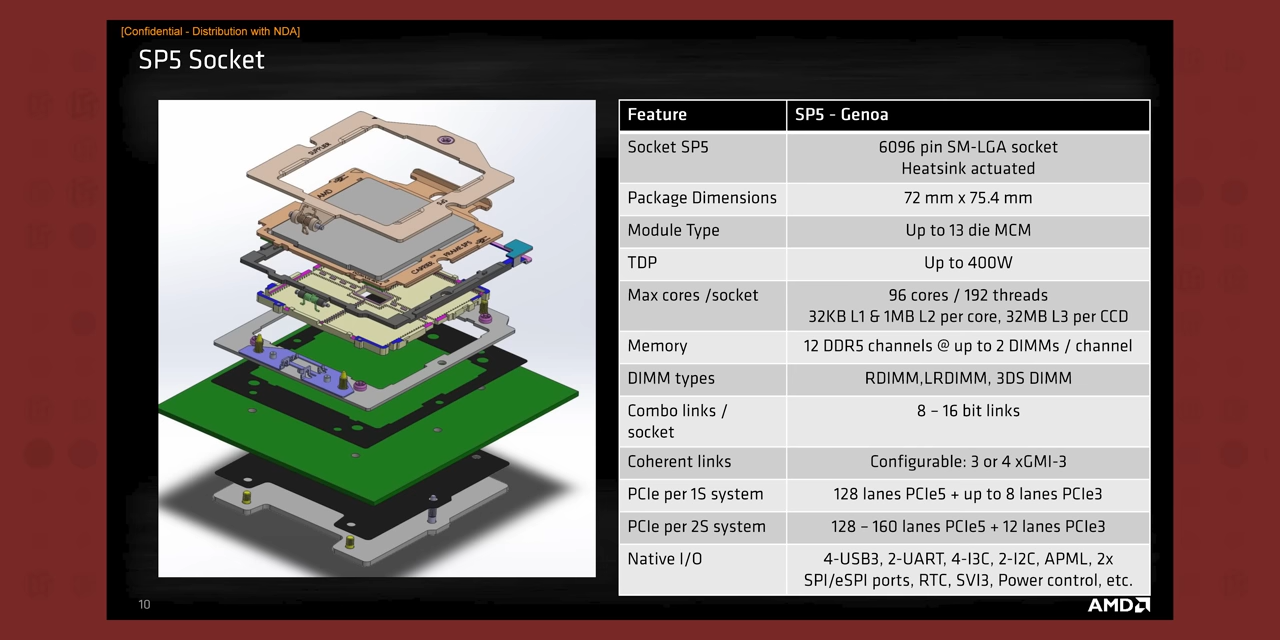 [Confidential - Distribution with NDA]
SP5 Socket
SUPPLIER
AMD
CARRIER
FRAME SP5
Feature
SP5 - Genoa
Socket SP5
6096 pin SM-LGA socket
Heatsink actuated
Package Dimensions
72 mm x 75.4 mm
Module Type
Up to 13 die MCM
TDP
Up to 400W
Max cores /socket
96 cores / 192 threads
32KB L1 & 1MB L2 per core, 32MB L3 per CCD
Memory
12 DDR5 channels @ up to 2 DIMMs / channel
DIMM types
RDIMM,LRDIMM, 3DS DIMM
Combo links /
socket
8 – 16 bit links
Coherent links
Configurable: 3 or 4 xGMI-3
PCIe per 1S system
128 lanes PCIe5 + up to 8 lanes PCIe3
PCIe per 2S system
128 – 160 lanes PCIe5 + 12 lanes PCIe3
Native I/O
4-USB3, 2-UART, 4-I3C, 2-I2C, APML, 2x
SPI/eSPI ports, RTC, SVI3, Power control, etc.
10
AMD